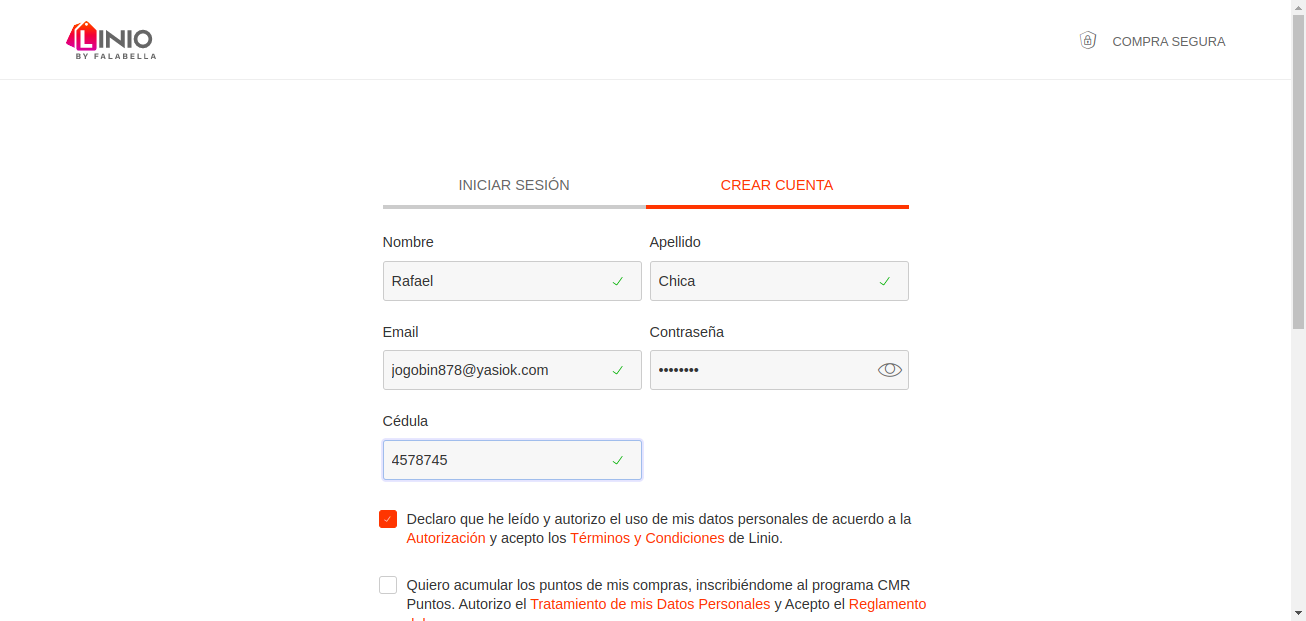 LINIO
BY FALABELLA
COMPRA SEGURA
INICIAR SESIÓN
CREAR CUENTA
Nombre
Apellido
Rafael
Chica
Email
Contraseña
jogobin878@yasiok.com
••••••••
Cédula
4578745
Declaro que he leído y autorizo el uso de mis datos personales de acuerdo a la
Autorización y acepto los Términos y Condiciones de Linio.
Quiero acumular los puntos de mis compras, inscribiéndome al programa CMR
Puntos. Autorizo el Tratamiento de mis Datos Personales y Acepto el Reglamento